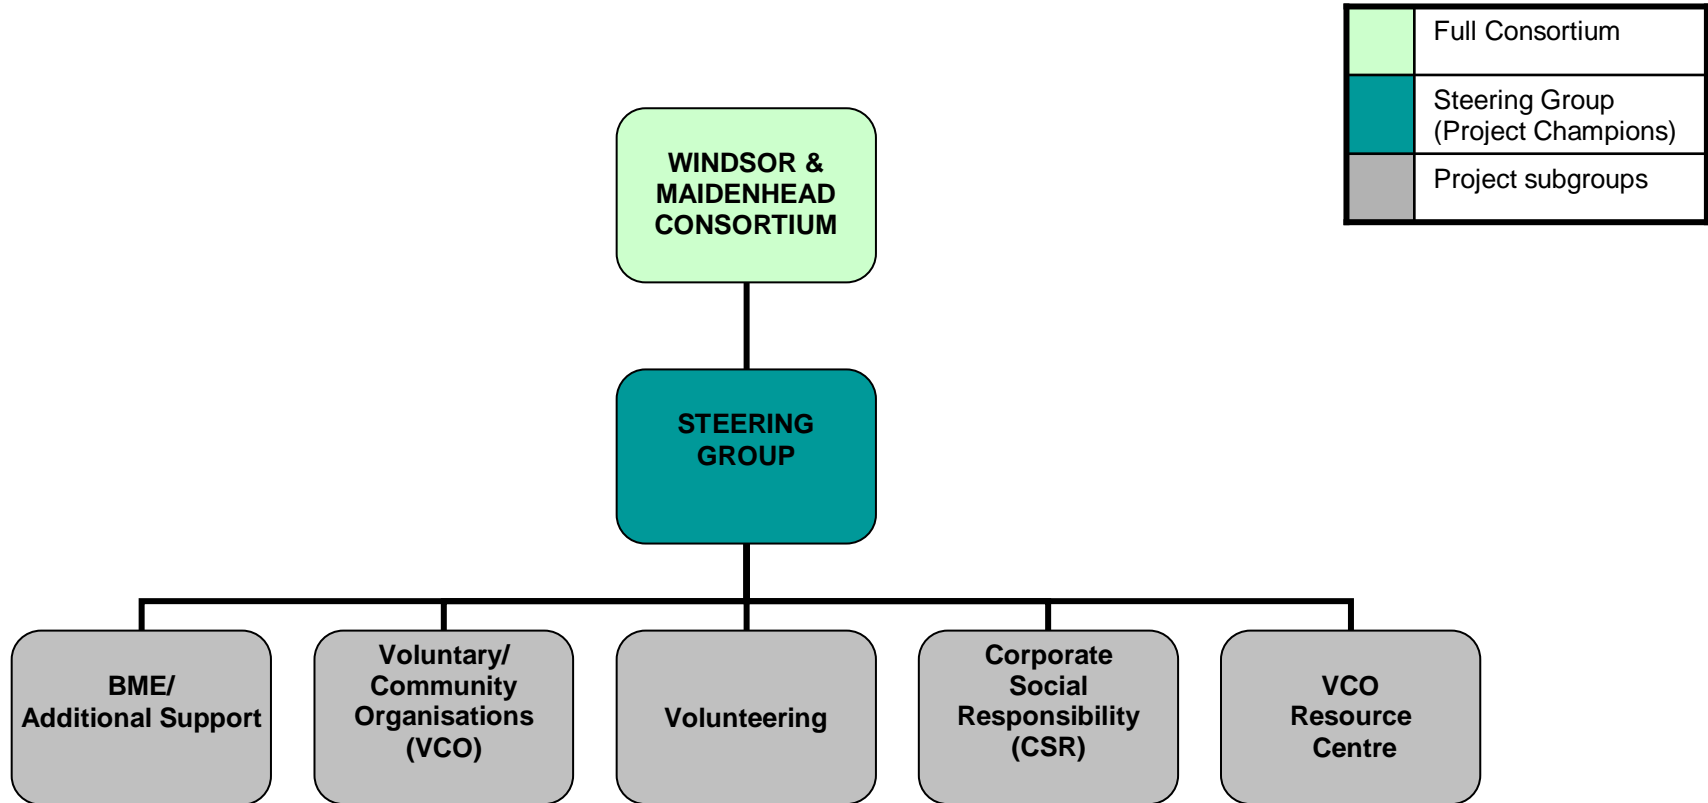 Full Consortium
Steering Group
(Project Champions)
Project subgroups
WINDSOR &
MAIDENHEAD
CONSORTIUM
STEERING
GROUP
BME/
Additional Support
Voluntary/
Community
Organisations
(VCO)
Volunteering
Corporate
Social
Responsibility
(CSR)
VCO
Resource
Centre